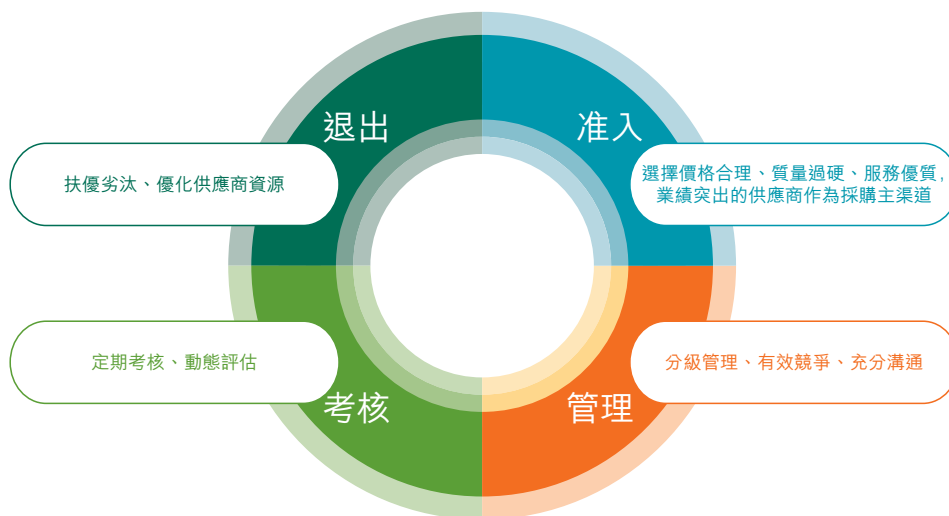 退出
准入
扶優劣汰、優化供應商資源
選擇價格合理、質量過硬、服務優質，
業績突出的供應商作為採購主渠道
定期考核、動態評估
分級管理、有效競爭、充分溝通
考核
管理